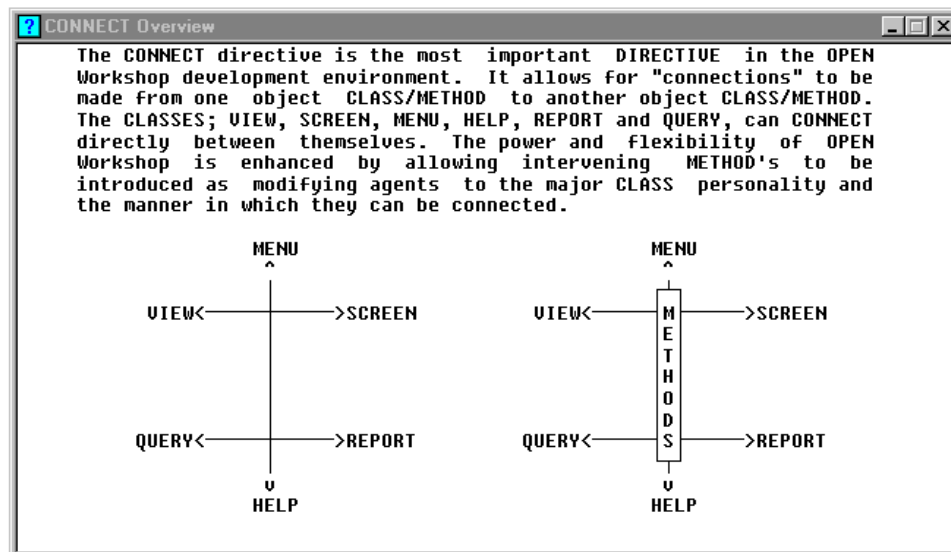 CONNECT Overview
The CONNECT directive is the most important DIRECTIVE in the OPEN
Workshop development environment. It allows for "connections" to be
made from one object CLASS/METHOD to another object CLASS/METHOD.
The CLASSES; VIEW, SCREEN, MENU, HELP, REPORT and QUERY, can CONNECT
directly between themselves. The power and flexibility of OPEN
Workshop is enhanced by allowing intervening METHOD's to be
introduced as modifying agents to the major CLASS personality and
the manner in which they can be connected.
MENU MENU
VIEW< >SCREEN VIEW< >SCREEN
METHODS
QUERY< >REPORT QUERY< >REPORT
HELP HELP